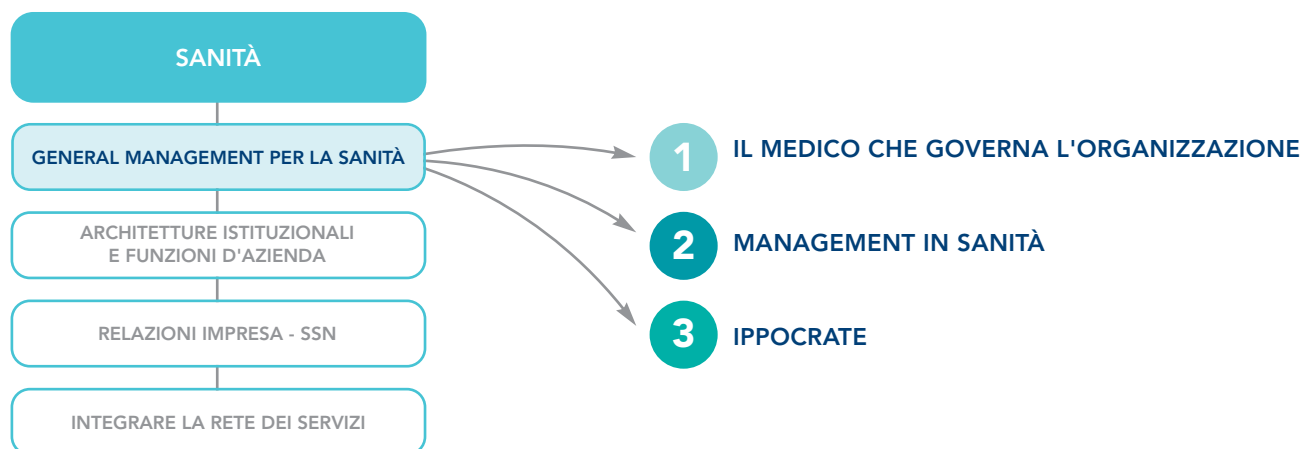 SANITÀ
GENERAL MANAGEMENT PER LA SANITÀ
ARCHITETTURE ISTITUZIONALI
E FUNZIONI D'AZIENDA
RELAZIONI IMPRESA - SSN
INTEGRARE LA RETE DEI SERVIZI
1 IL MEDICO CHE GOVERNA L'ORGANIZZAZIONE
2 MANAGEMENT IN SANITÀ
3 IPPOCRATE